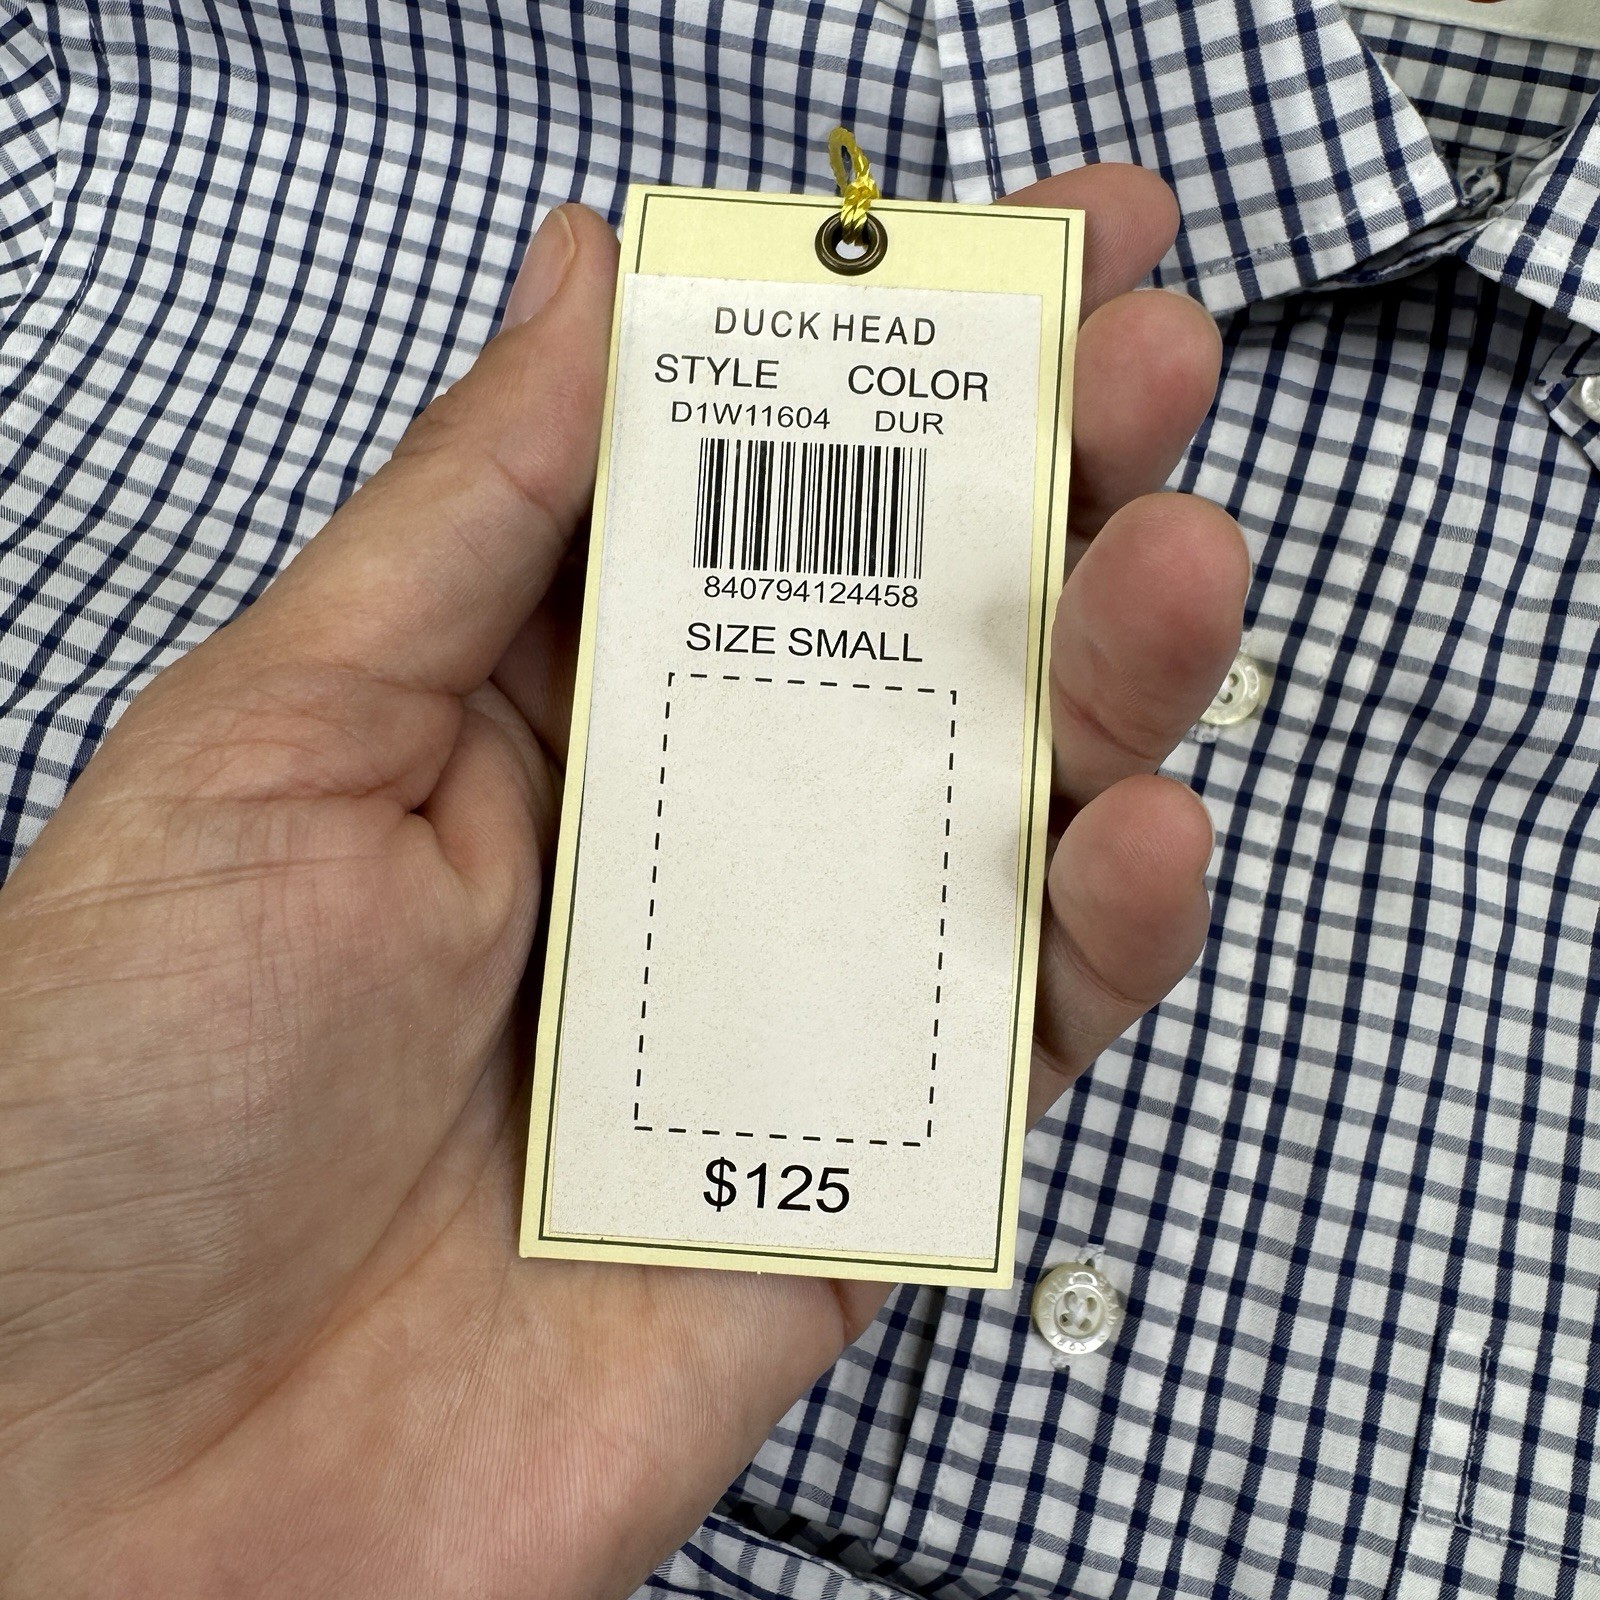 DUCK HEAD
STYLE COLOR
D1W11604 DUR
840794124458
SIZE SMALL
$125